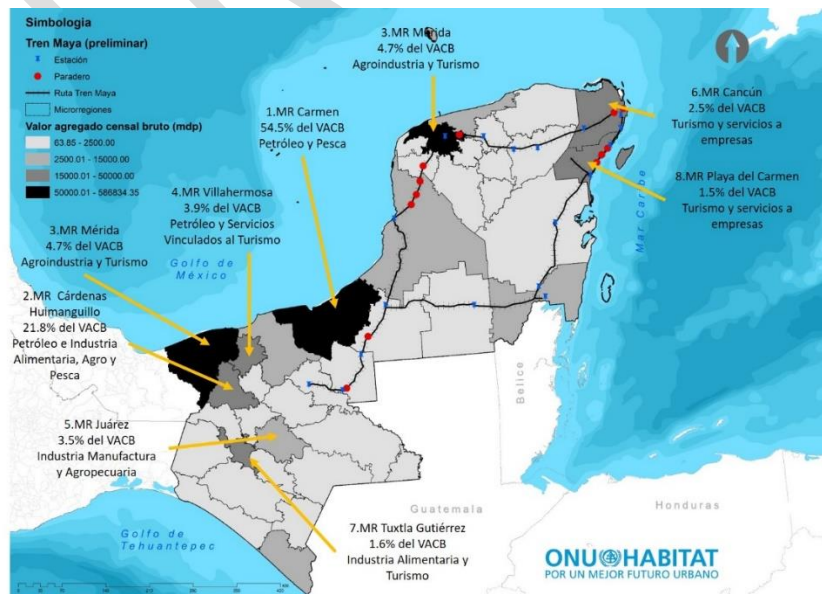 Simbologia
Tren Maya (preliminar)
Estación
Paradero
Ruta Tren Maya
Microrregiones
Valor agregado censal bruto (mdp)
63.85 - 2500.00
2500.01 - 15000.00
15000.01 - 50000.00
50000.01 - 566834.35
3.MR Mérida
4.7% del VACB
Agroindustria y Turismo
1.MR Carmen
54.5% del VACB
Petróleo y Pesca
6.MR Cancún
2.5% del VACB
Turismo y servicios a
empresas
8.MR Playa del Carmen
1.5% del VACB
Turismo y servicios a
empresas
4.MR Villahermosa
3.9% del VACB
Petróleo y Servicios
Vinculados al Turismo
3.MR Mérida
4.7% del VACB
Agroindustria y Turismo
2.MR Cárdenas
Huimanguillo
21.8% del VACB
Petróleo e Industria
Alimentaria, Agro y
Pesca
5.MR Juárez
3.5% del VACB
Industria Manufactura
y Agropecuaria
7.MR Tuxtla Gutiérrez
1.6% del VACB
Industria Alimentaria y
Turismo
Golfo de
México
Mar Caribe
Belice
Guatemala
Honduras
Golfo de
Tehuantepec
ONU HABITAT
POR UN MEJOR FUTURO URBANO